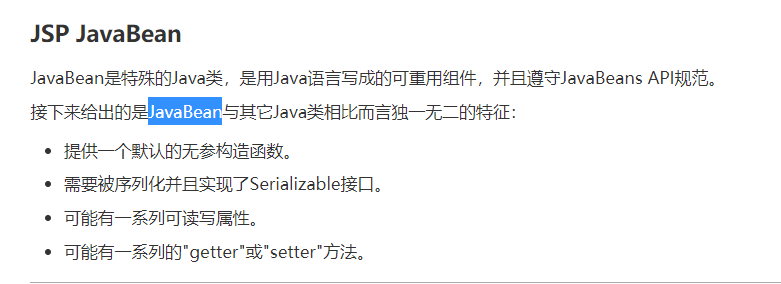 JSP JavaBean
JavaBean是特殊的Java类，是用Java语言写成的可重用组件，并且遵守JavaBeans API规范。
接下来给出的是JavaBean与其它Java类相比而言独一无二的特征：
• 提供一个默认的无参构造函数。
• 需要被序列化并且实现了Serializable接口。
• 可能有一系列可读写属性。
• 可能有一系列的"getter"或"setter"方法。